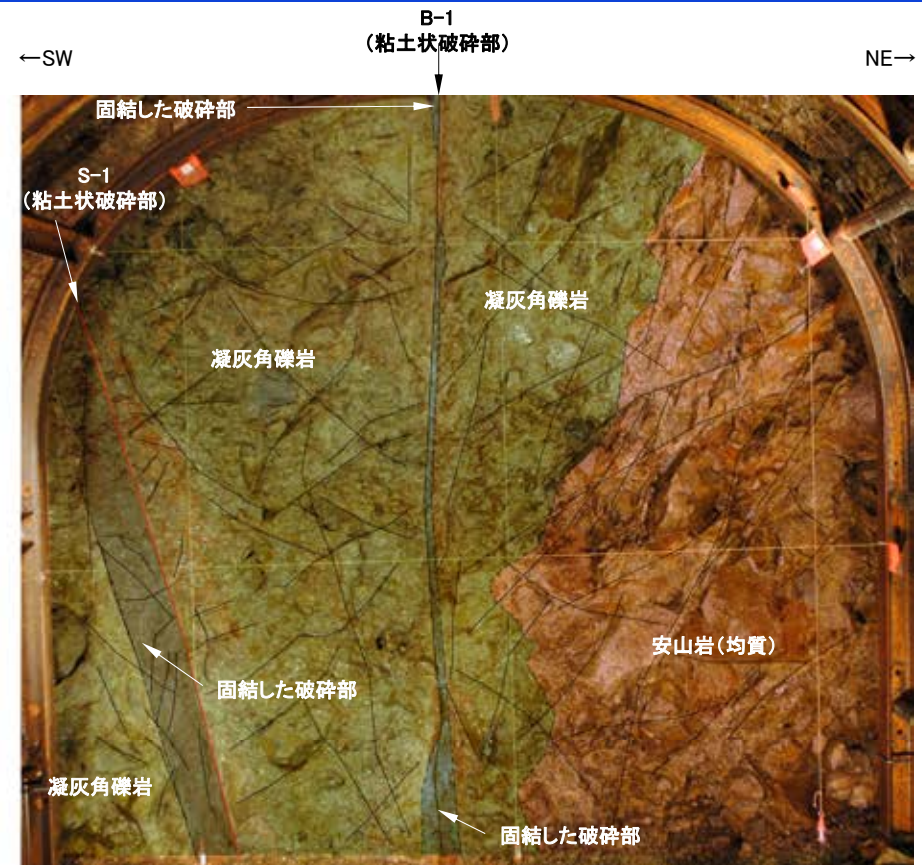 B-1
(粘土状破砕部)
←SW
NE→
固結した破砕部
S-1
(粘土状破砕部)
凝灰角礫岩
凝灰角礫岩
安山岩(均質)
固結した破砕部
凝灰角礫岩
固結した破砕部